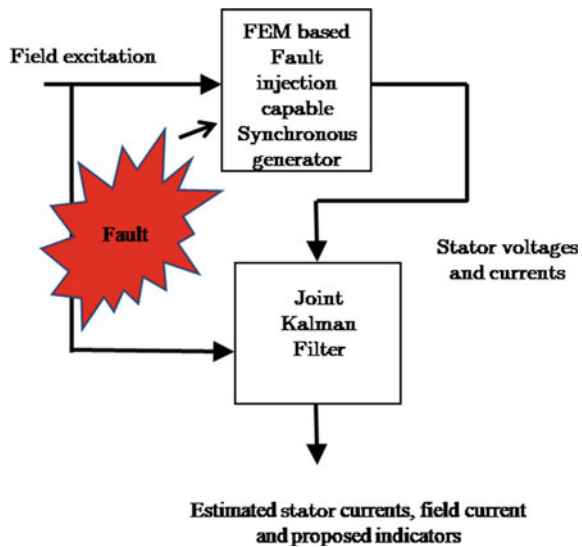 Field excitation
FEM based
Fault
injection
capable
Synchronous
generator
Fault
Stator voltages
and currents
Joint
Kalman
Filter
Estimated stator currents, field current
and proposed indicators